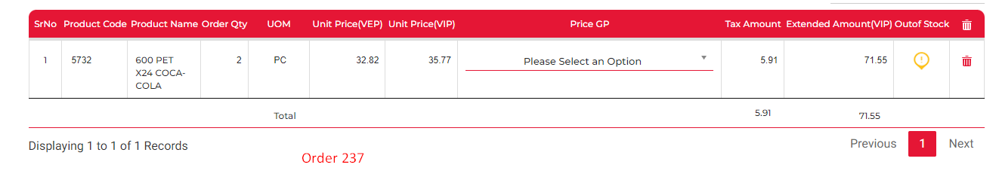 SrNo Product Code Product Name Order Qty UOM Unit Price(VEP) Unit Price(VIP) Price GP Tax Amount Extended Amount(VIP) Outof Stock
1 5732 600 PET 2 PC 32.82 35.77 Please Select an Option 5.91 71.55
X24 COCA-
COLA
Total 5.91 71.55
Displaying 1 to 1 of 1 Records Previous 1 Next
Order 237